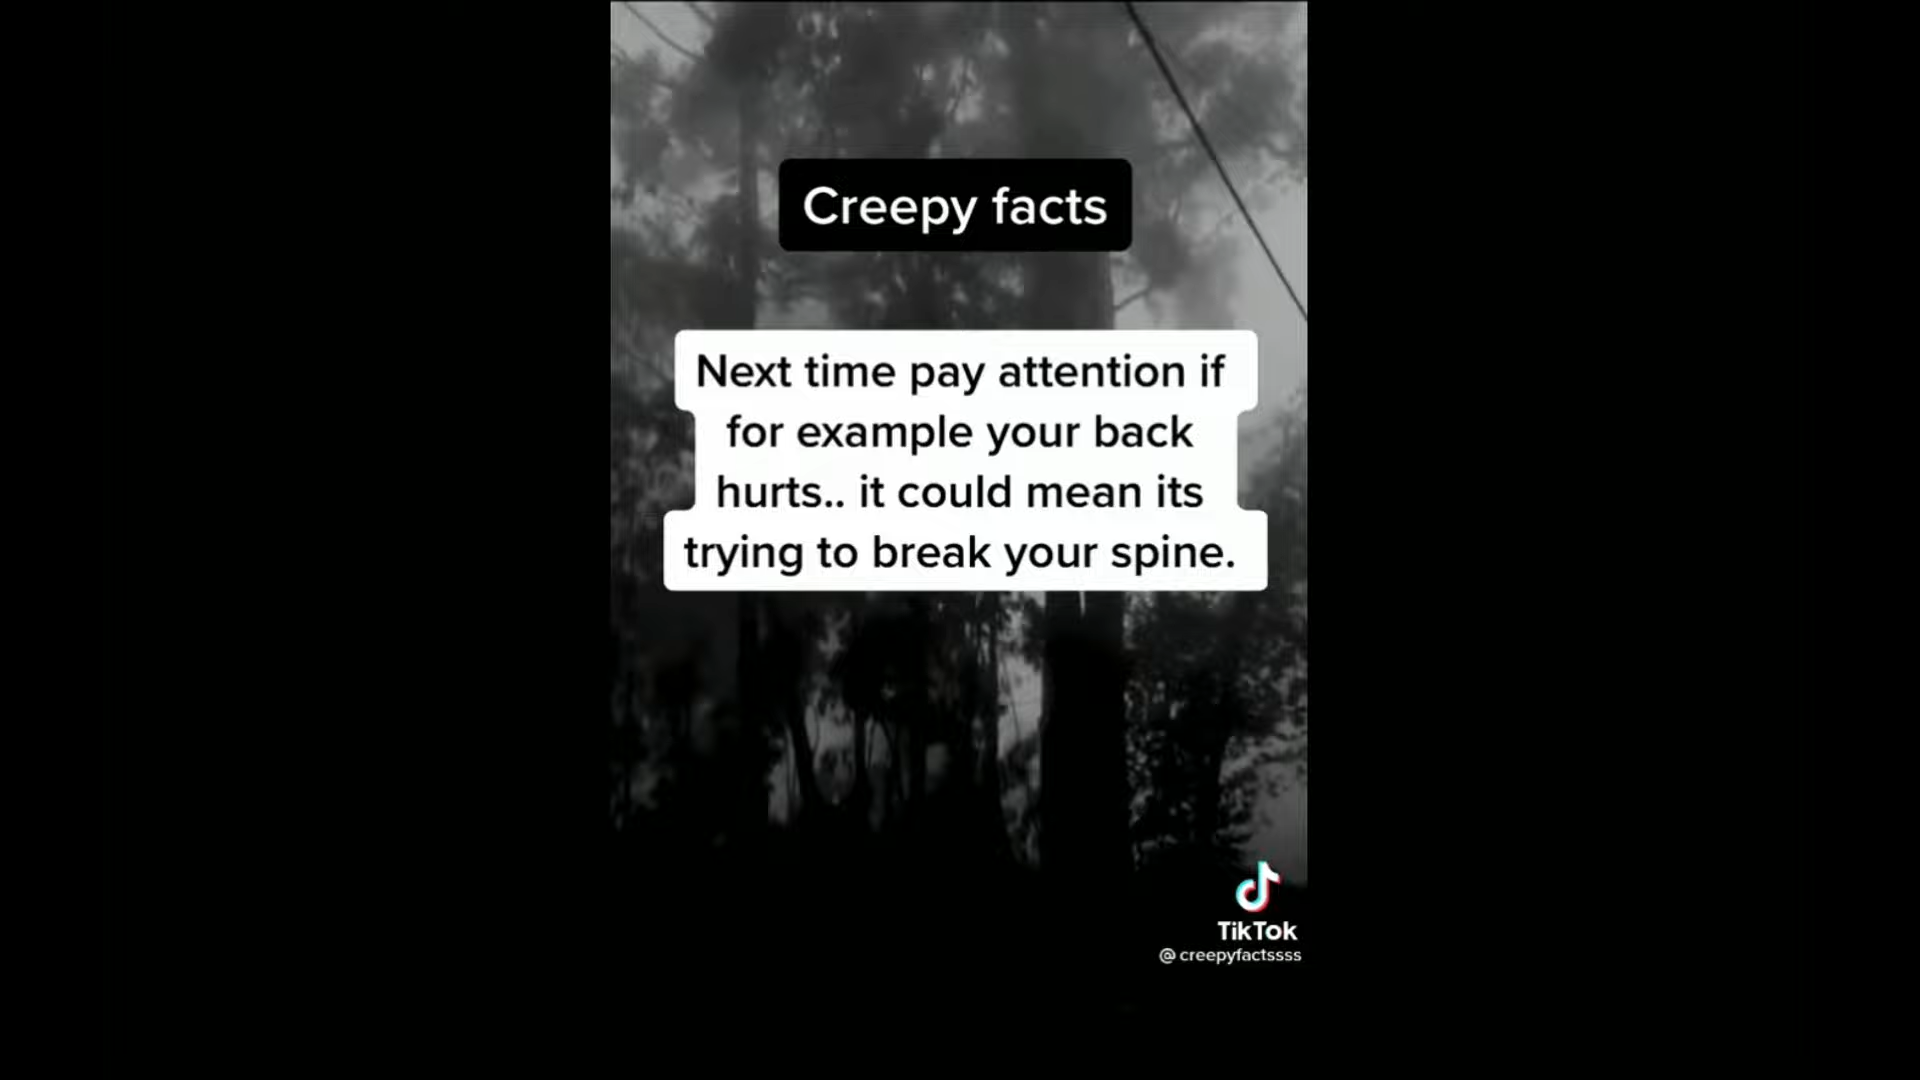 Creepy facts
Next time pay attention if
for example your back
hurts.. it could mean its
trying to break your spine.
TikTok
@creepyfactssss